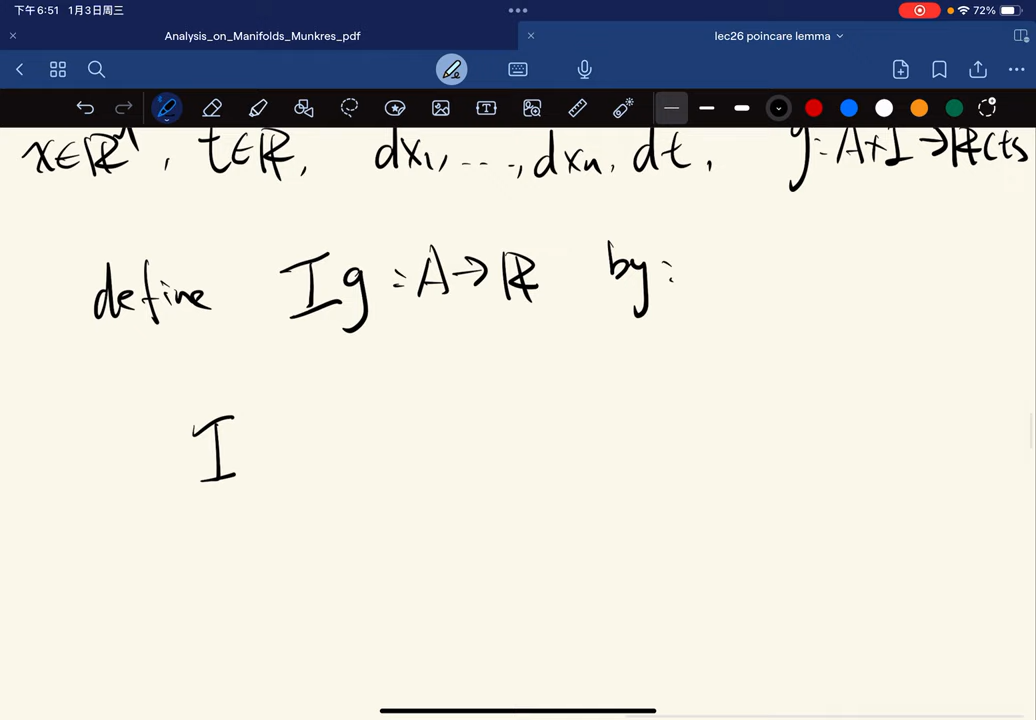 下午6:51 1月3日周三
72%
Analysis_on_Manifolds_Munkres_pdf
lec26 poincare lemma
x∈ℝⁿ, t∈ℝ, dx₁, ..., dxₙ, dt, g: A×I→ℝ cts
define Ig: A→ℝ by:
I